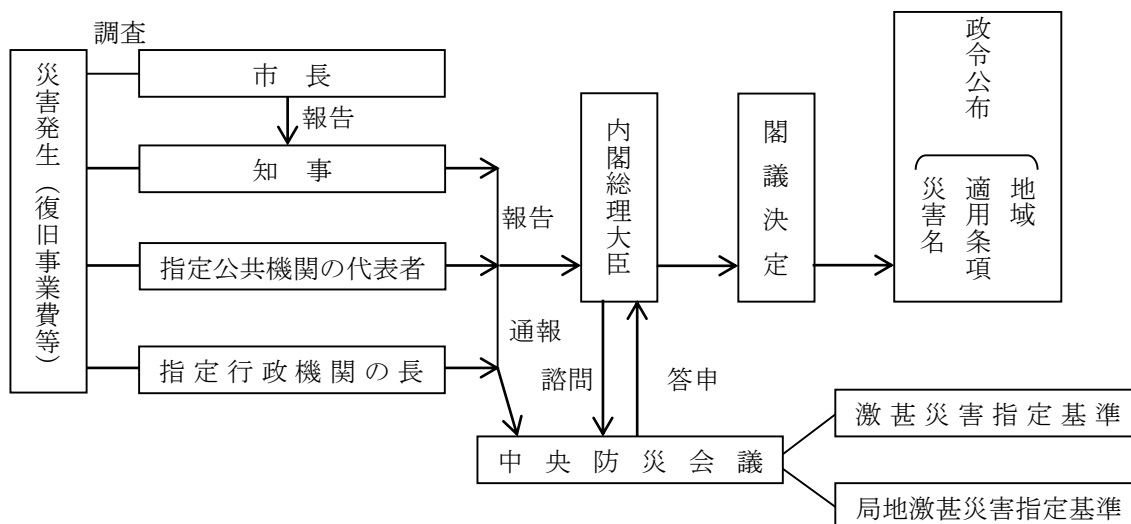 調査
災害発生（復旧事業費等）
市長
報告
知事
指定公共機関の代表者
指定行政機関の長
報告
通報
内閣総理大臣
諮問
答申
中央防災会議
閣議決定
政令公布
災害名
適用条項
地域
激甚災害指定基準
局地激甚災害指定基準